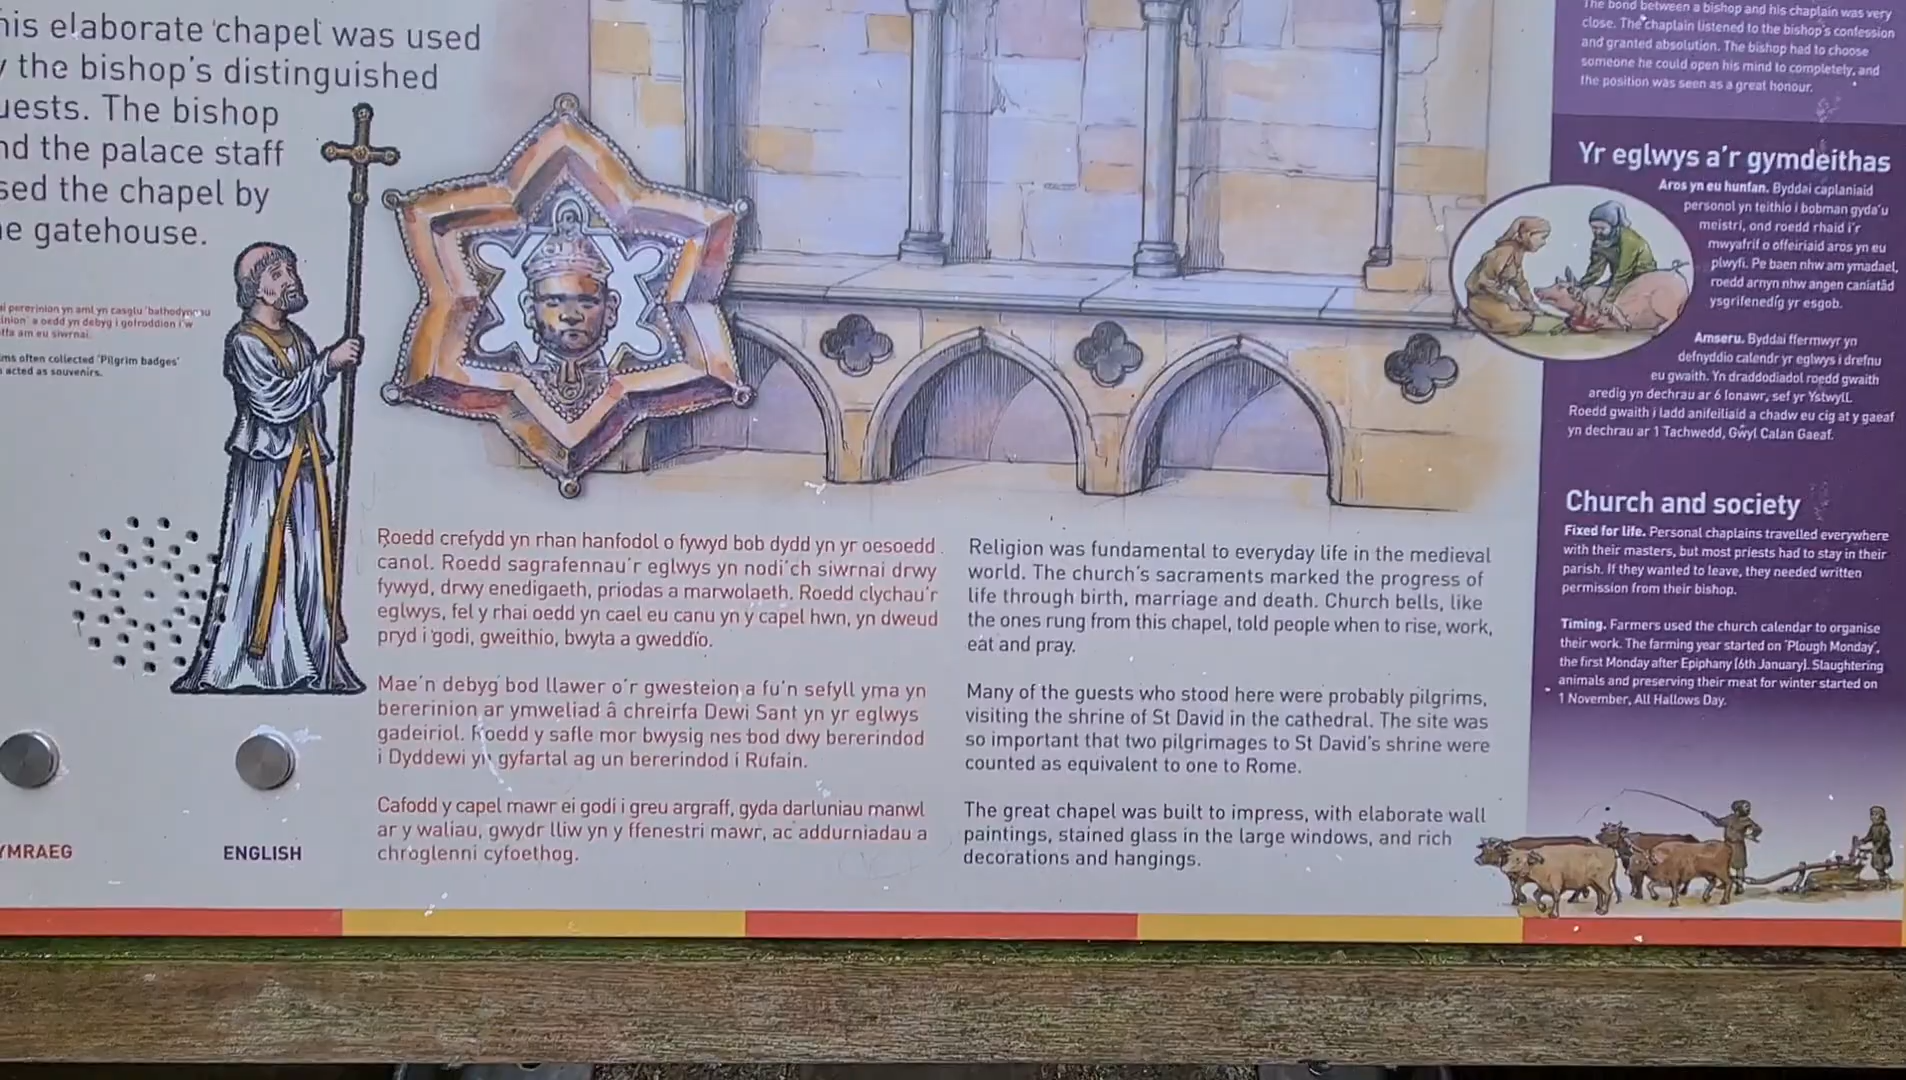 his elaborate chapel was used
the bishop's distinguished
uests. The bishop
nd the palace staff
sed the chapel by
e gatehouse.
pererinion yn aml yn casglu 'bathodynnau
a oedd yn debyg i gofroddion i'w
am eu siwrnai.
ms often collected 'Pilgrim badges'
acted as souvenirs.
YMRAEG
ENGLISH
Roedd crefydd yn rhan hanfodol o fywyd bob dydd yn yr oesoedd
canol. Roedd sagrafennau'r eglwys yn nodi'ch siwrnai drwy
fywyd, drwy enedigaeth, priodas a marwolaeth. Roedd clychau'r
eglwys, fel y rhai oedd yn cael eu canu yn y capel hwn, yn dweud
pryd i godi, gweithio, bwyta a gweddïo.
Mae'n debyg bod llawer o'r gwesteion a fu'n sefyll yma yn
bererinion ar ymweliad â chreirfa Dewi Sant yn yr eglwys
gadeiriol. Roedd y safle mor bwysig nes bod dwy bererindod
i Dyddewi yn gyfartal ag un bererindod i Rufain.
Cafodd y capel mawr ei godi i greu argraff, gyda darluniau manwl
ar y waliau, gwydr lliw yn y ffenestri mawr, ac addurniadau a
chroglenni cyfoethog.
Religion was fundamental to everyday life in the medieval
world. The church's sacraments marked the progress of
life through birth, marriage and death. Church bells, like
the ones rung from this chapel, told people when to rise, work,
eat and pray.
Many of the guests who stood here were probably pilgrims,
visiting the shrine of St David in the cathedral. The site was
so important that two pilgrimages to St David's shrine were
counted as equivalent to one to Rome.
The great chapel was built to impress, with elaborate wall
paintings, stained glass in the large windows, and rich
decorations and hangings.
The bond between a bishop and his chaplain was very
close. The chaplain listened to the bishop's confession
and granted absolution. The bishop had to choose
someone he could open his mind to completely, and
the position was seen as a great honour.
Yr eglwys a'r gymdeithas
Aros yn eu hunfan. Byddai caplaniaid
personol yn teithio i bobman gyda'u
meistri, ond roedd rhaid i'r
mwyafrif o offeiriaid aros yn eu
plwyfi. Pe baen nhw am ymadael,
roedd arnyn nhw angen caniatâd
ysgrifenedig yr esgob.
Amseru. Byddai ffermwyr yn
defnyddio calendr yr eglwys i drefnu
eu gwaith. Yn draddodiadol roedd gwaith
aredig yn dechrau ar 6 Ionawr, sef yr Ystwyll.
Roedd gwaith i ladd anifeiliaid a chadw eu cig at y gaeaf
yn dechrau ar 1 Tachwedd, Gŵyl Calan Gaeaf.
Church and society
Fixed for life. Personal chaplains travelled everywhere
with their masters, but most priests had to stay in their
parish. If they wanted to leave, they needed written
permission from their bishop.
Timing. Farmers used the church calendar to organise
their work. The farming year started on 'Plough Monday',
the first Monday after Epiphany (6th January). Slaughtering
animals and preserving their meat for winter started on
1 November, All Hallows Day.